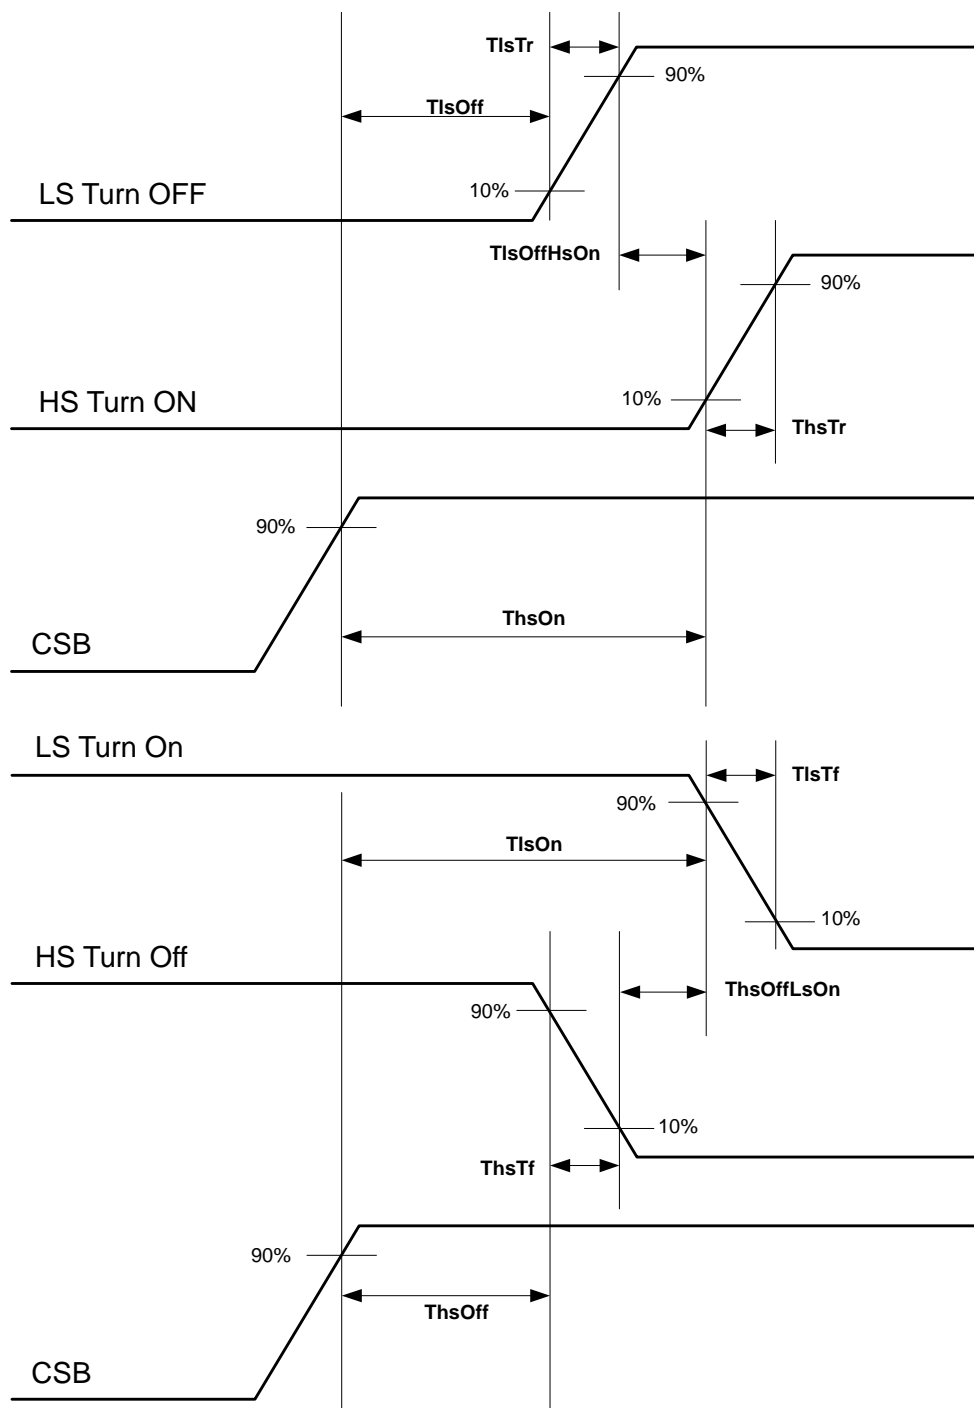 TlsTr
90%
TlsOff
10%
LS Turn OFF
TlsOffHsOn
90%
HS Turn ON
10%
ThsTr
90%
ThsOn
CSB
LS Turn On
TlsTf
90%
TlsOn
10%
HS Turn Off
ThsOffLsOn
90%
10%
ThsTf
90%
ThsOff
CSB